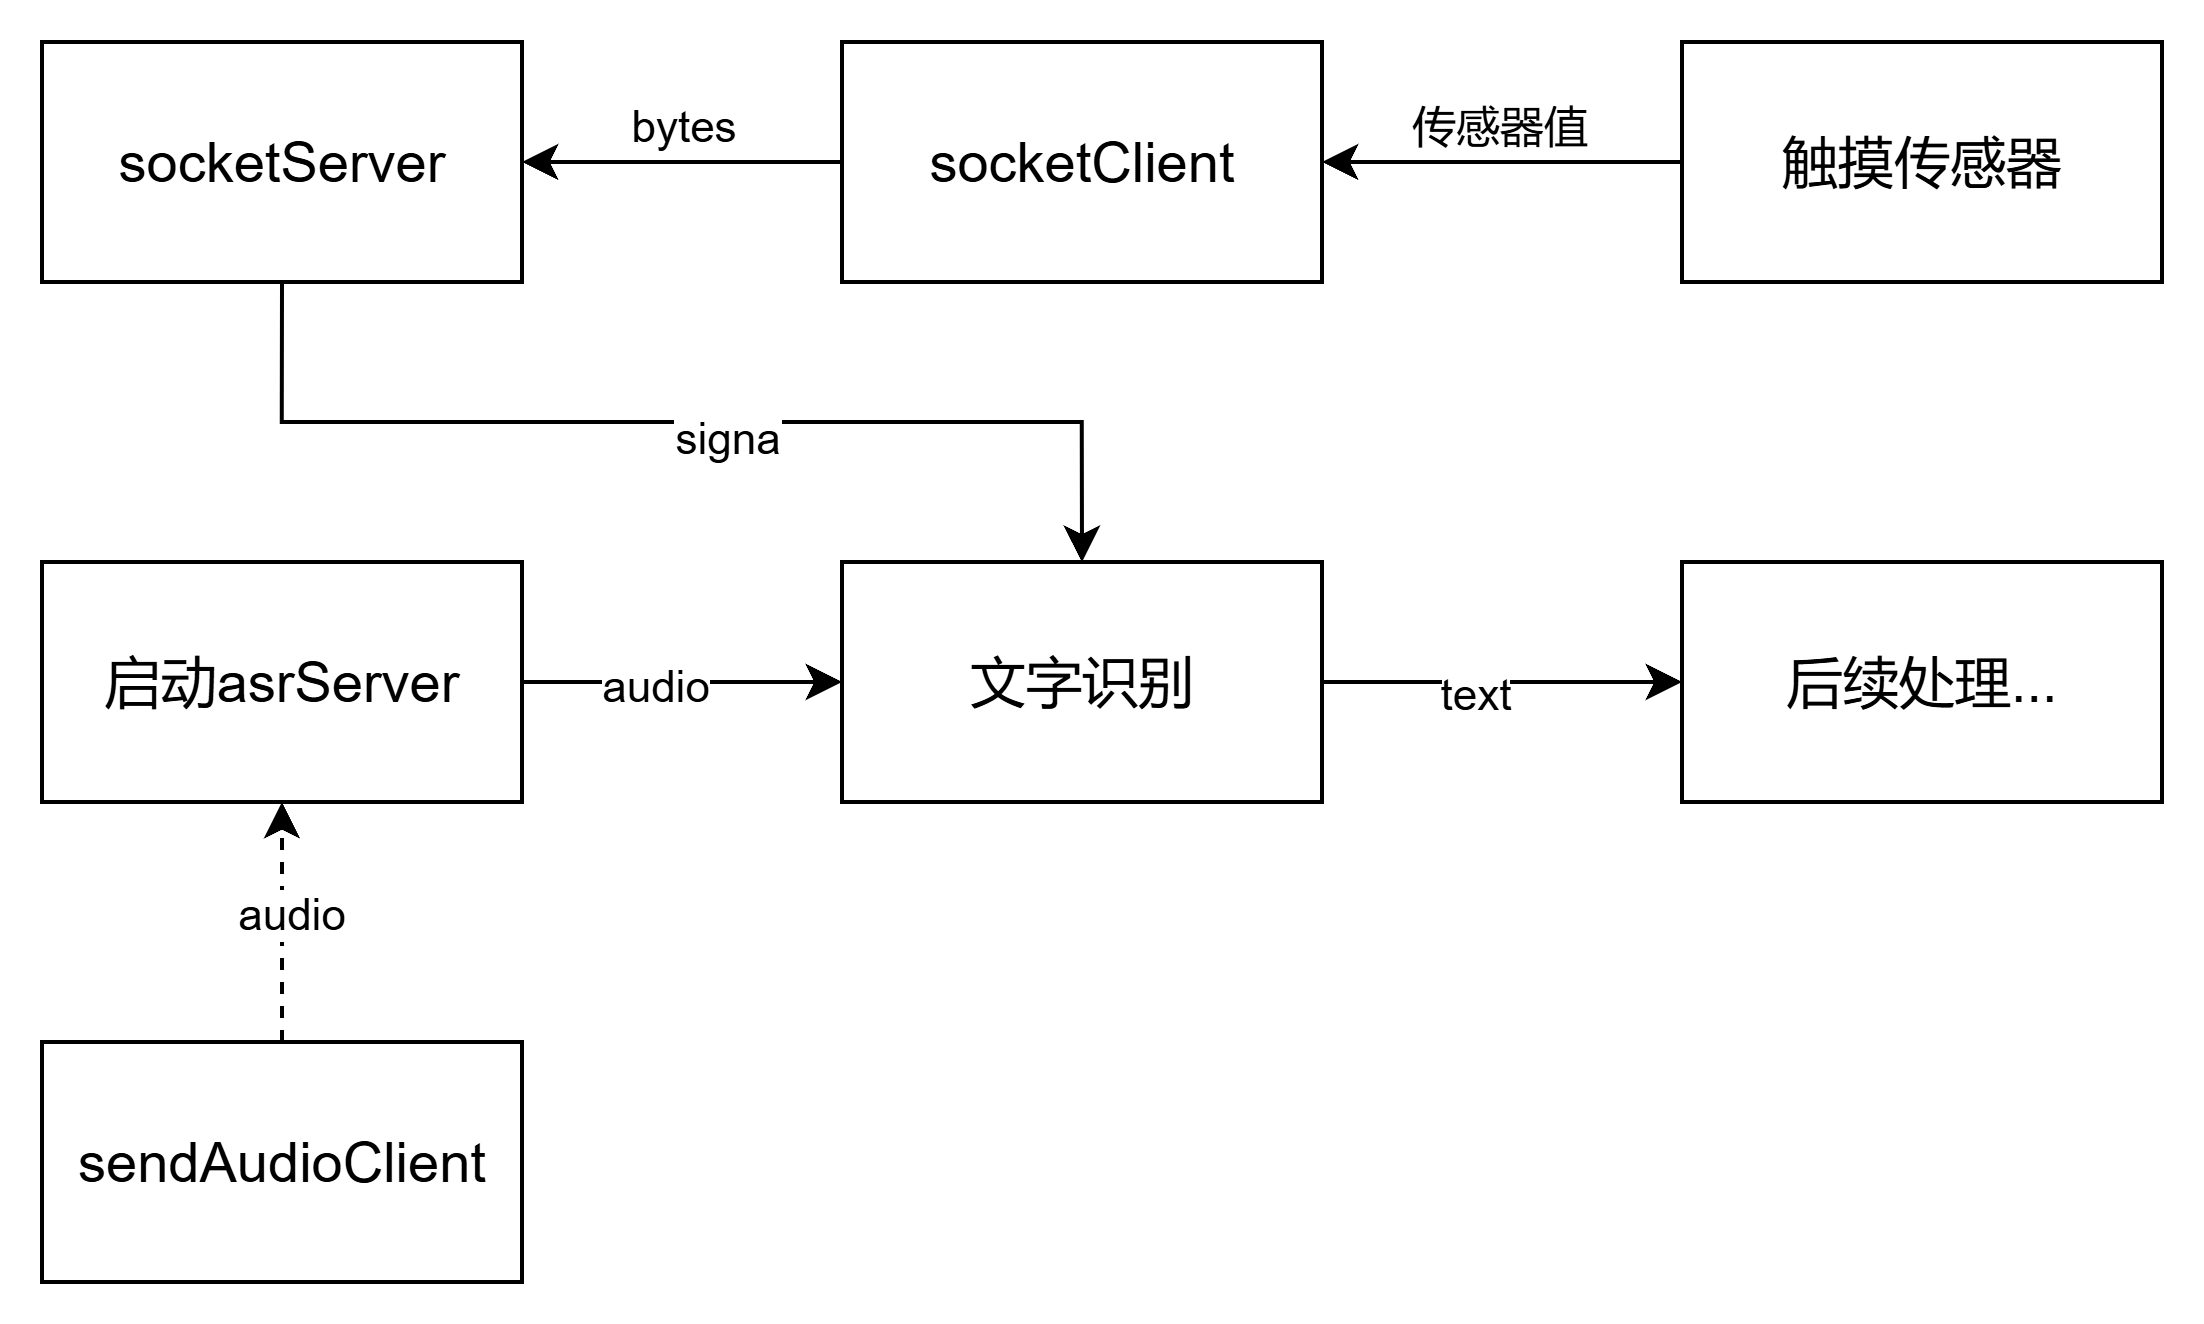 socketServer
bytes
socketClient
传感器值
触摸传感器
signa
启动asrServer
audio
文字识别
text
后续处理...
audio
sendAudioClient